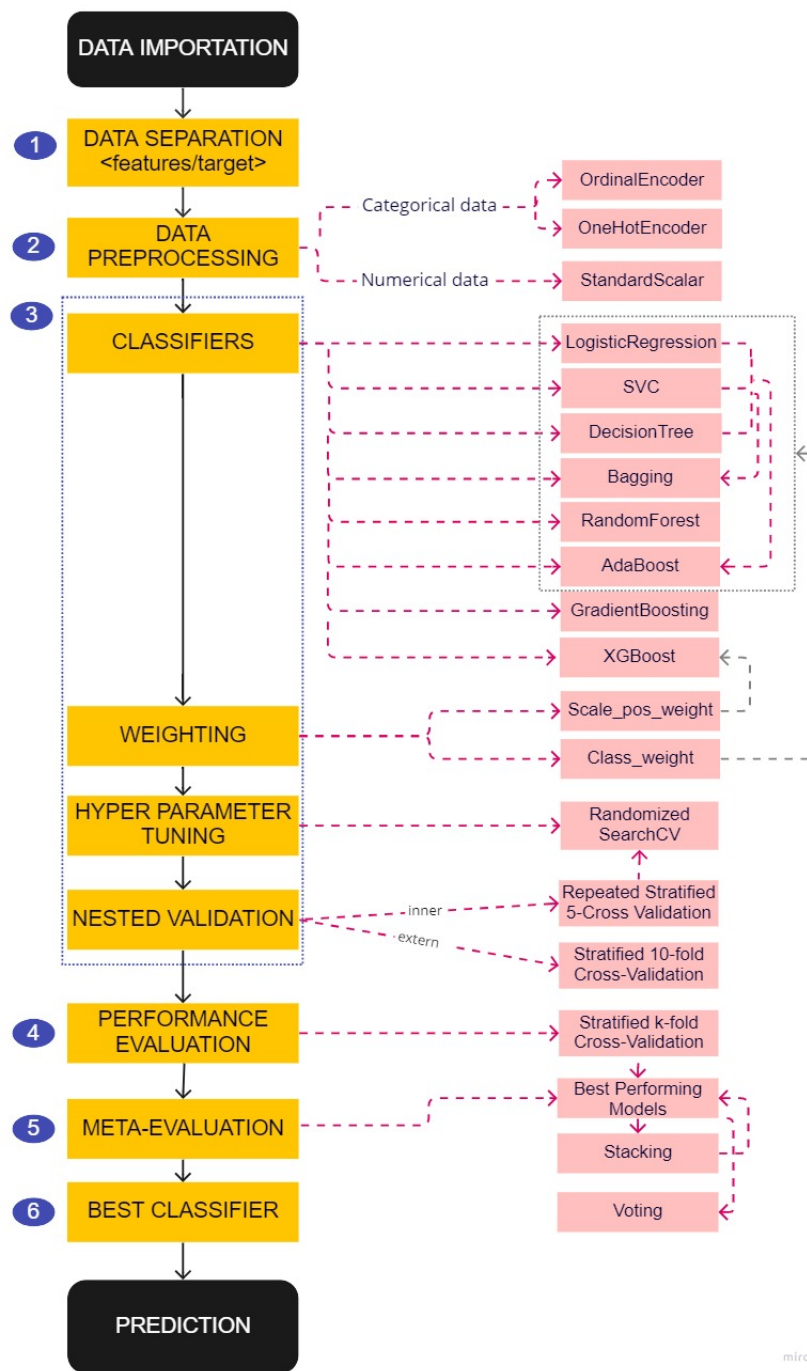 DATA IMPORTATION
1
DATA SEPARATION
<features/target>
OrdinalEncoder
Categorical data
OneHotEncoder
2
DATA
PREPROCESSING
Numerical data
StandardScalar
3
CLASSIFIERS
LogisticRegression
SVC
DecisionTree
Bagging
RandomForest
AdaBoost
GradientBoosting
XGBoost
WEIGHTING
Scale_pos_weight
Class_weight
HYPER PARAMETER
TUNING
Randomized
SearchCV
NESTED VALIDATION
inner
Repeated Stratified
5-Cross Validation
extern
Stratified 10-fold
Cross-Validation
4
PERFORMANCE
EVALUATION
Stratified k-fold
Cross-Validation
5
META-EVALUATION
Best Performing
Models
Stacking
6
BEST CLASSIFIER
Voting
PREDICTION